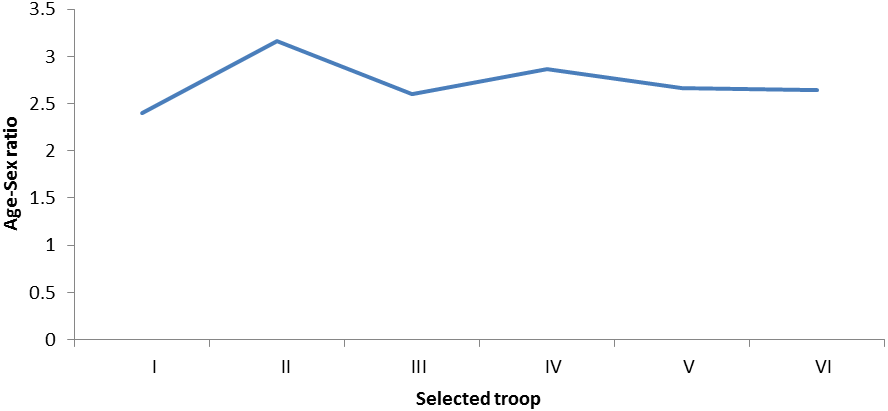 3.5
3
2.5
2
1.5
1
0.5
0
Age-Sex ratio
I II III IV V VI
Selected troop